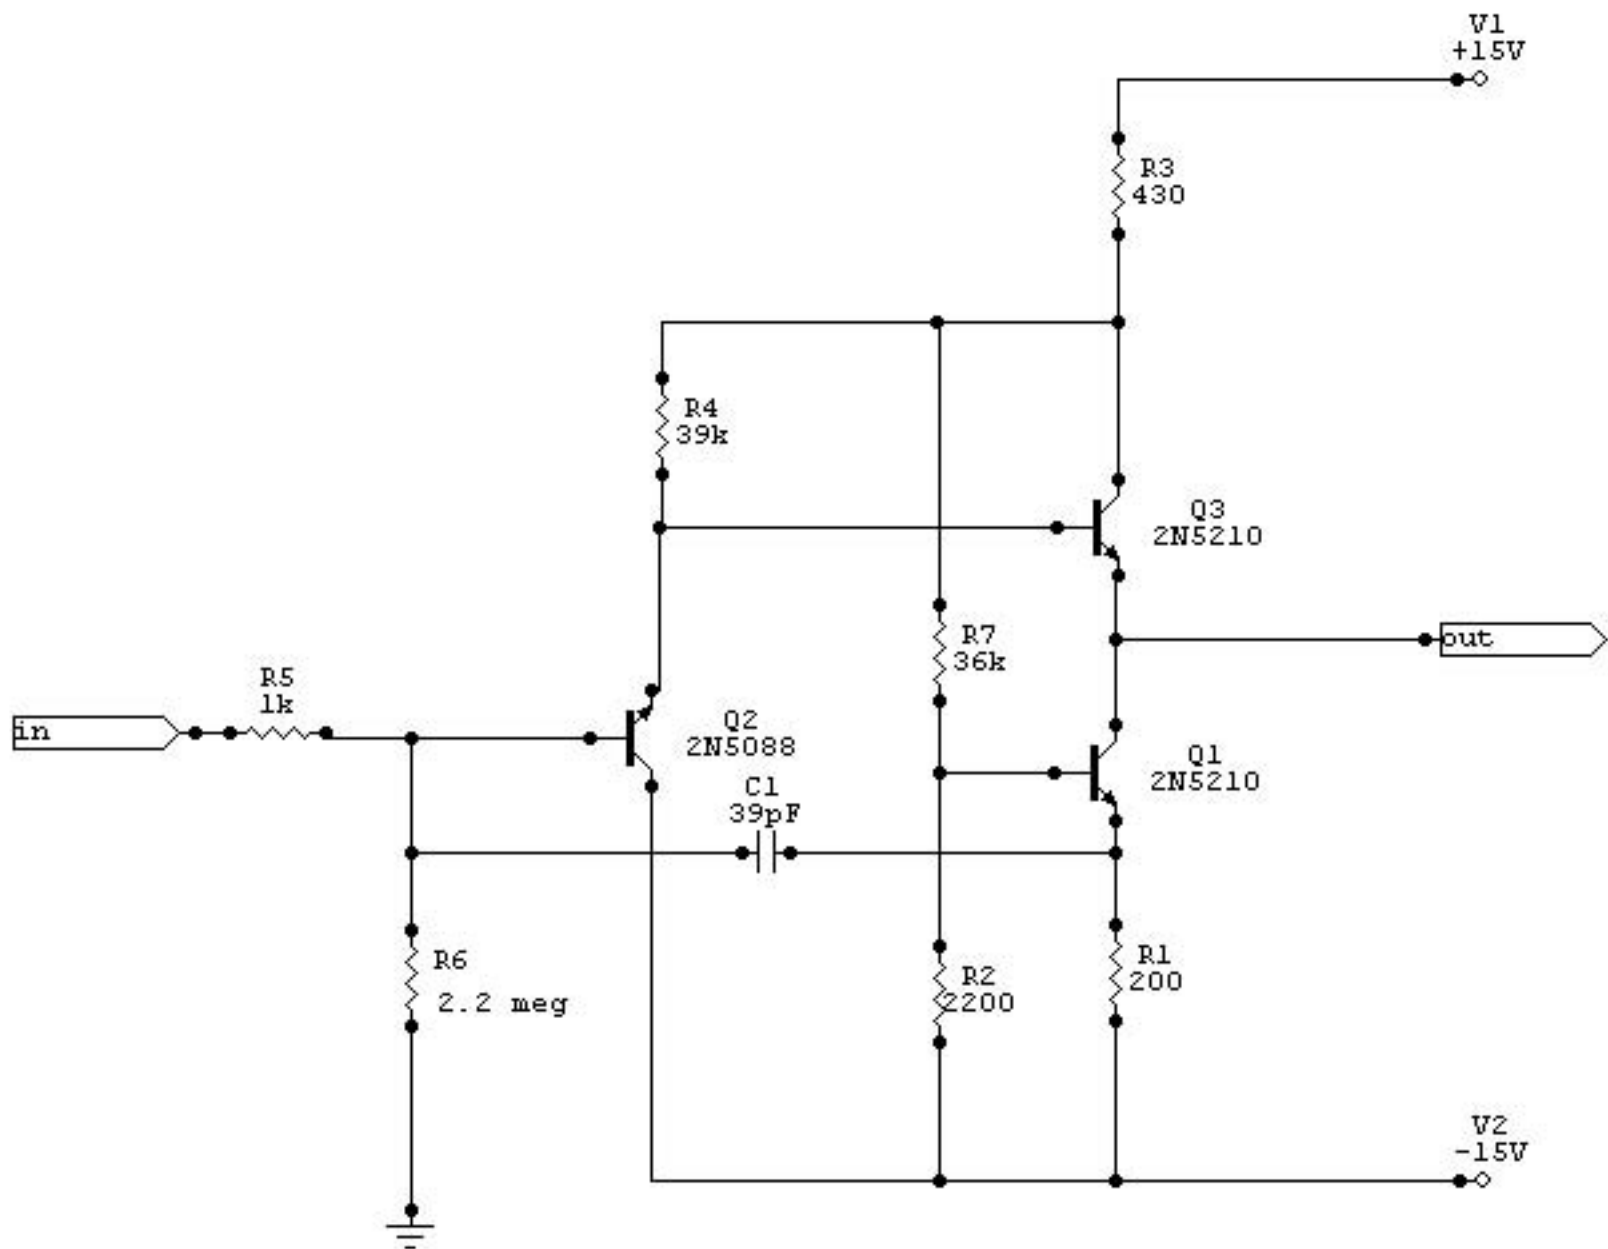 V1
+15V
R3
430
R4
39k
Q3
2N5210
R7
36k
out
R5
1k
in
Q2
2N5088
Q1
2N5210
C1
39pF
R6
2.2 meg
R2
2200
R1
200
V2
-15V